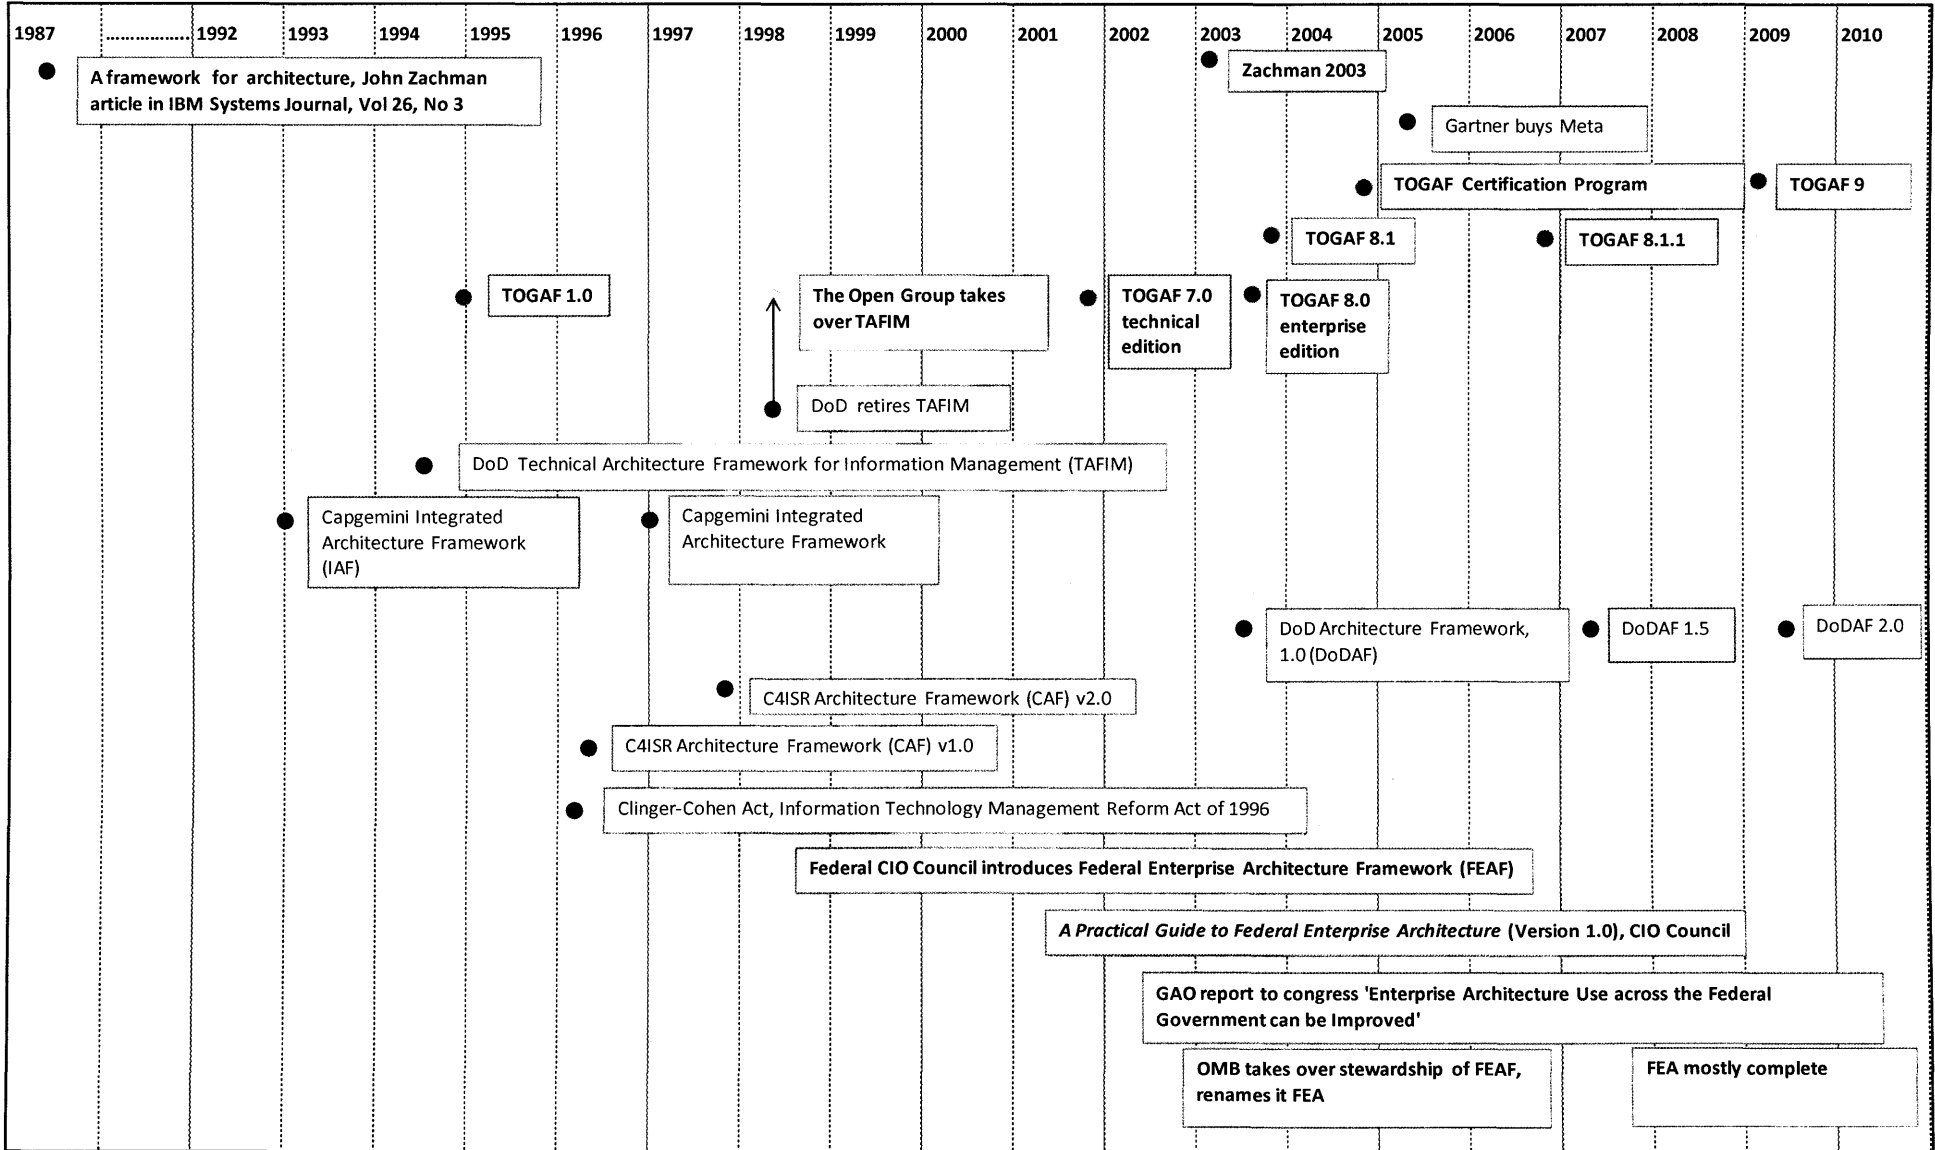 1987 ................ 1992 1993 1994 1995 1996 1997 1998 1999 2000 2001 2002 2003 2004 2005 2006 2007 2008 2009 2010
A framework for architecture, John Zachman
article in IBM Systems Journal, Vol 26, No 3
Zachman 2003
Gartner buys Meta
TOGAF Certification Program
TOGAF 9
TOGAF 8.1
TOGAF 8.1.1
TOGAF 1.0
The Open Group takes
over TAFIM
TOGAF 7.0
technical
edition
TOGAF 8.0
enterprise
edition
DoD retires TAFIM
DoD Technical Architecture Framework for Information Management (TAFIM)
Capgemini Integrated
Architecture Framework
(IAF)
Capgemini Integrated
Architecture Framework
DoD Architecture Framework,
1.0 (DoDAF)
DoDAF 1.5
DoDAF 2.0
C4ISR Architecture Framework (CAF) v2.0
C4ISR Architecture Framework (CAF) v1.0
Clinger-Cohen Act, Information Technology Management Reform Act of 1996
Federal CIO Council introduces Federal Enterprise Architecture Framework (FEAF)
A Practical Guide to Federal Enterprise Architecture (Version 1.0), CIO Council
GAO report to congress 'Enterprise Architecture Use across the Federal
Government can be Improved'
OMB takes over stewardship of FEAF,
renames it FEA
FEA mostly complete